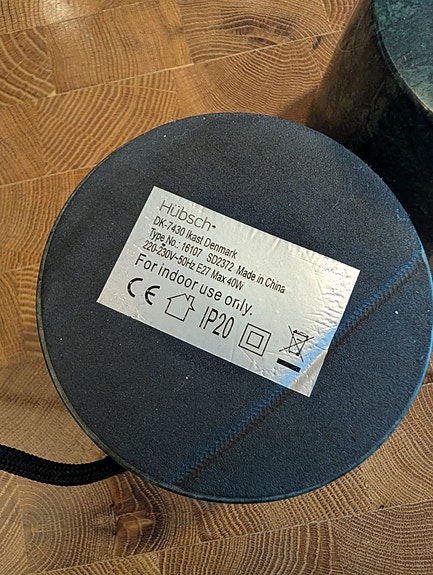 Hübsch
DK-7430 Ikast Denmark
Type No.: 16107 SD2372 Made in China
220-230V~50Hz E27 Max 40W
For indoor use only.
CE IP20